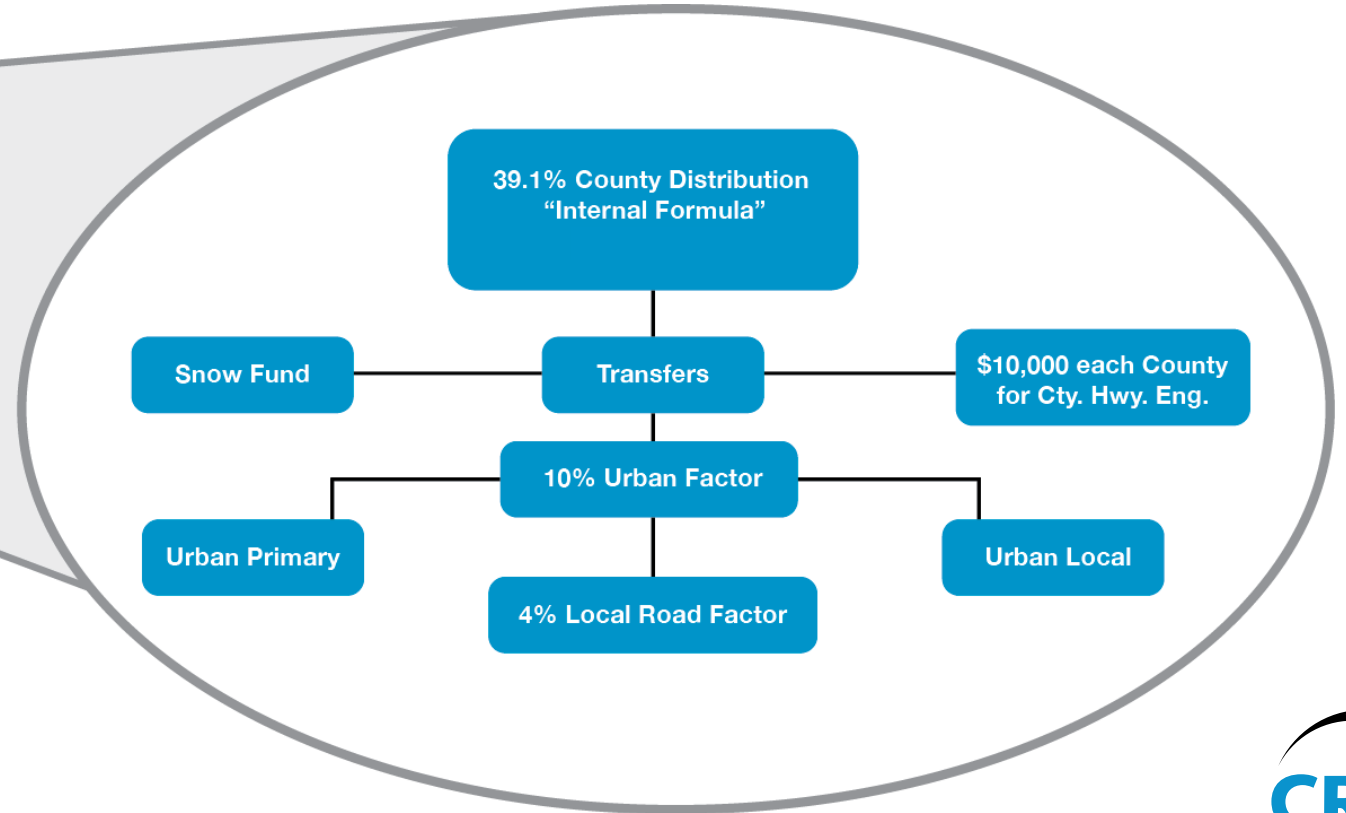 39.1% County Distribution
“Internal Formula”
Snow Fund
Transfers
$10,000 each County
for Cty. Hwy. Eng.
10% Urban Factor
Urban Primary
Urban Local
4% Local Road Factor